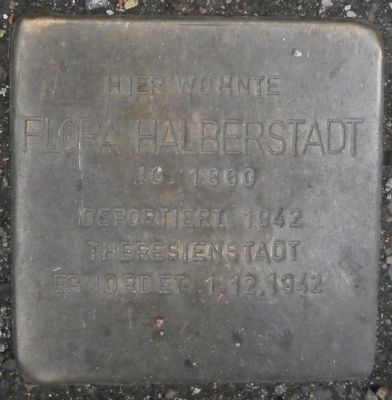 HIER WOHNTE
FLORA HALBERSTADT
JG. 1860
DEPORTIERT 1942
THERESIENSTADT
ERMORDET 1.12.1942